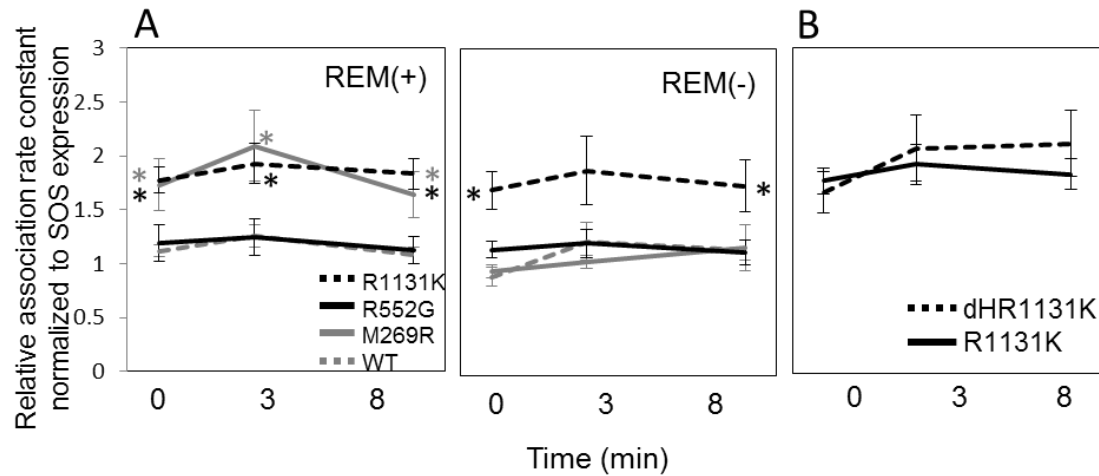 A
B
Relative association rate constant
normalized to SOS expression
3
2.5
2
1.5
1
0.5
0
REM(+)
*
*
*
*
*
*
R1131K
R552G
M269R
WT
0 3 8
REM(-)
*
*
0 3 8
dHR1131K
R1131K
0 3 8
Time (min)